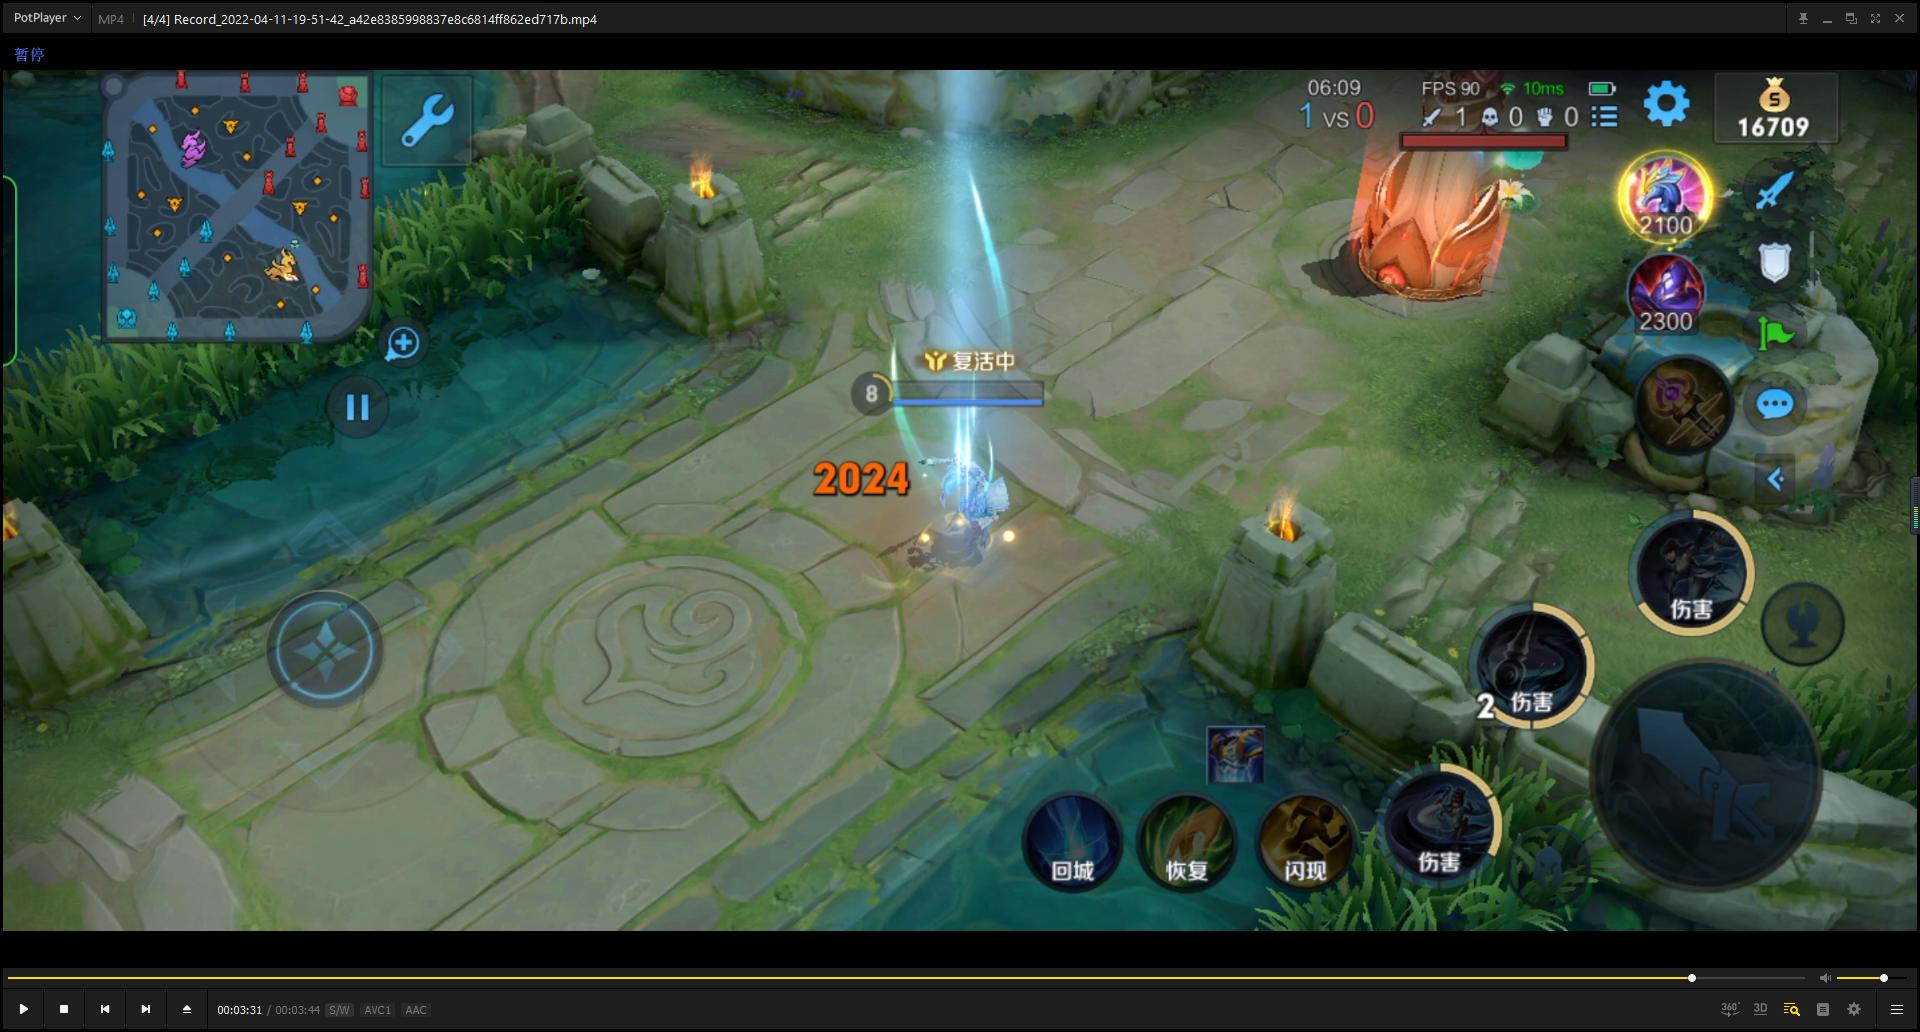 PotPlayer MP4 [4/4] Record_2022-04-11-19-51-42_a42e8385998837e8c6814ff862ed717b.mp4
暂停
06:09 FPS 90 10ms
1 VS 0 1 0 0
S
16709
2100
2300
复活中
8
2024
伤害
2 伤害
伤害
回城 恢复 闪现
00:03:31 / 00:03:44 S/W AVC1 AAC
360° 3D